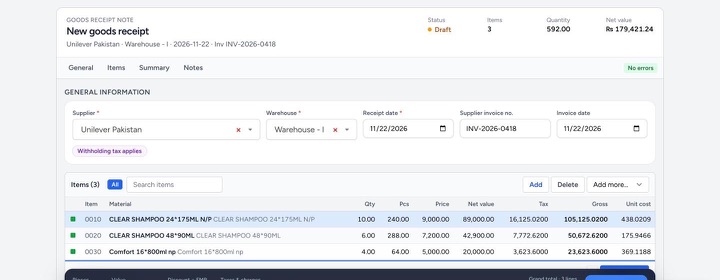 GOODS RECEIPT NOTE
New goods receipt
Unilever Pakistan · Warehouse - I · 2026-11-22 · Inv INV-2026-0418
Status Items Quantity Net value
Draft 3 592.00 ₨ 179,421.24
General Items Summary Notes No errors
GENERAL INFORMATION
Supplier * Warehouse * Receipt date * Supplier invoice no. Invoice date
Unilever Pakistan × Warehouse - I × 11/22/2026 INV-2026-0418 11/22/2026
Withholding tax applies
Items (3) All Search items Add Delete Add more...
Item Material Qty Pcs Price Net value Tax Gross Unit cost
0010 CLEAR SHAMPOO 24*175ML N/P CLEAR SHAMPOO 24*175ML N/P 10.00 240.00 9,000.00 89,000.00 16,125.0200 105,125.0200 438.0209
0020 CLEAR SHAMPOO 48*90ML CLEAR SHAMPOO 48*90ML 6.00 288.00 7,200.00 42,900.00 7,772.6200 50,672.6200 175.9466
0030 Comfort 16*800ml np Comfort 16*800ml np 4.00 64.00 5,000.00 20,000.00 3,623.6000 23,623.6000 369.1188